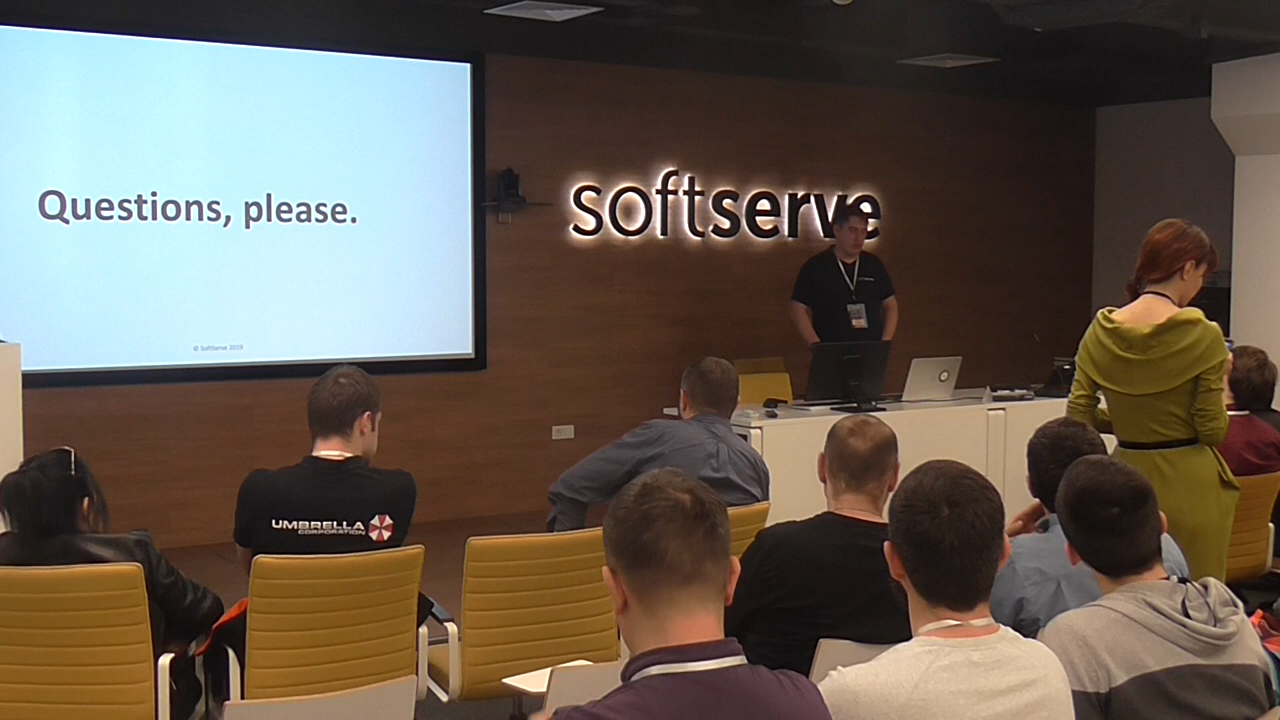 Questions, please.
© SoftServe 2019
softserve
UMBRELLA
CORPORATION